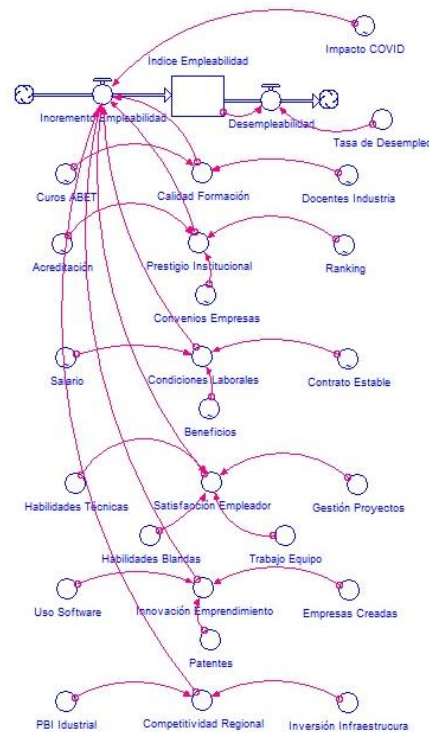 Impacto COVID
Indice Empleabilidad
Incremento Empleabilidad
Desempleabilidad
Tasa de Desempleo
Curos ABET
Calidad Formación
Docentes Industria
Acreditación
Prestigio Institucional
Ranking
Convenios Empresas
Salario
Condiciones Laborales
Contrato Estable
Beneficios
Habilidades Técnicas
Satisfacción Empleador
Gestión Proyectos
Habilidades Blandas
Trabajo Equipo
Uso Software
Innovación Emprendimiento
Empresas Creadas
Patentes
PBI Idustrial
Competitividad Regional
Inversión Infraestrucura